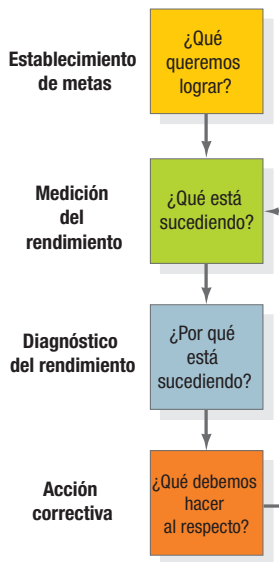 Establecimiento
de metas
¿Qué
queremos
lograr?
Medición
del
rendimiento
¿Qué está
sucediendo?
Diagnóstico
del rendimiento
¿Por qué
está
sucediendo?
Acción
correctiva
¿Qué debemos
hacer
al respecto?